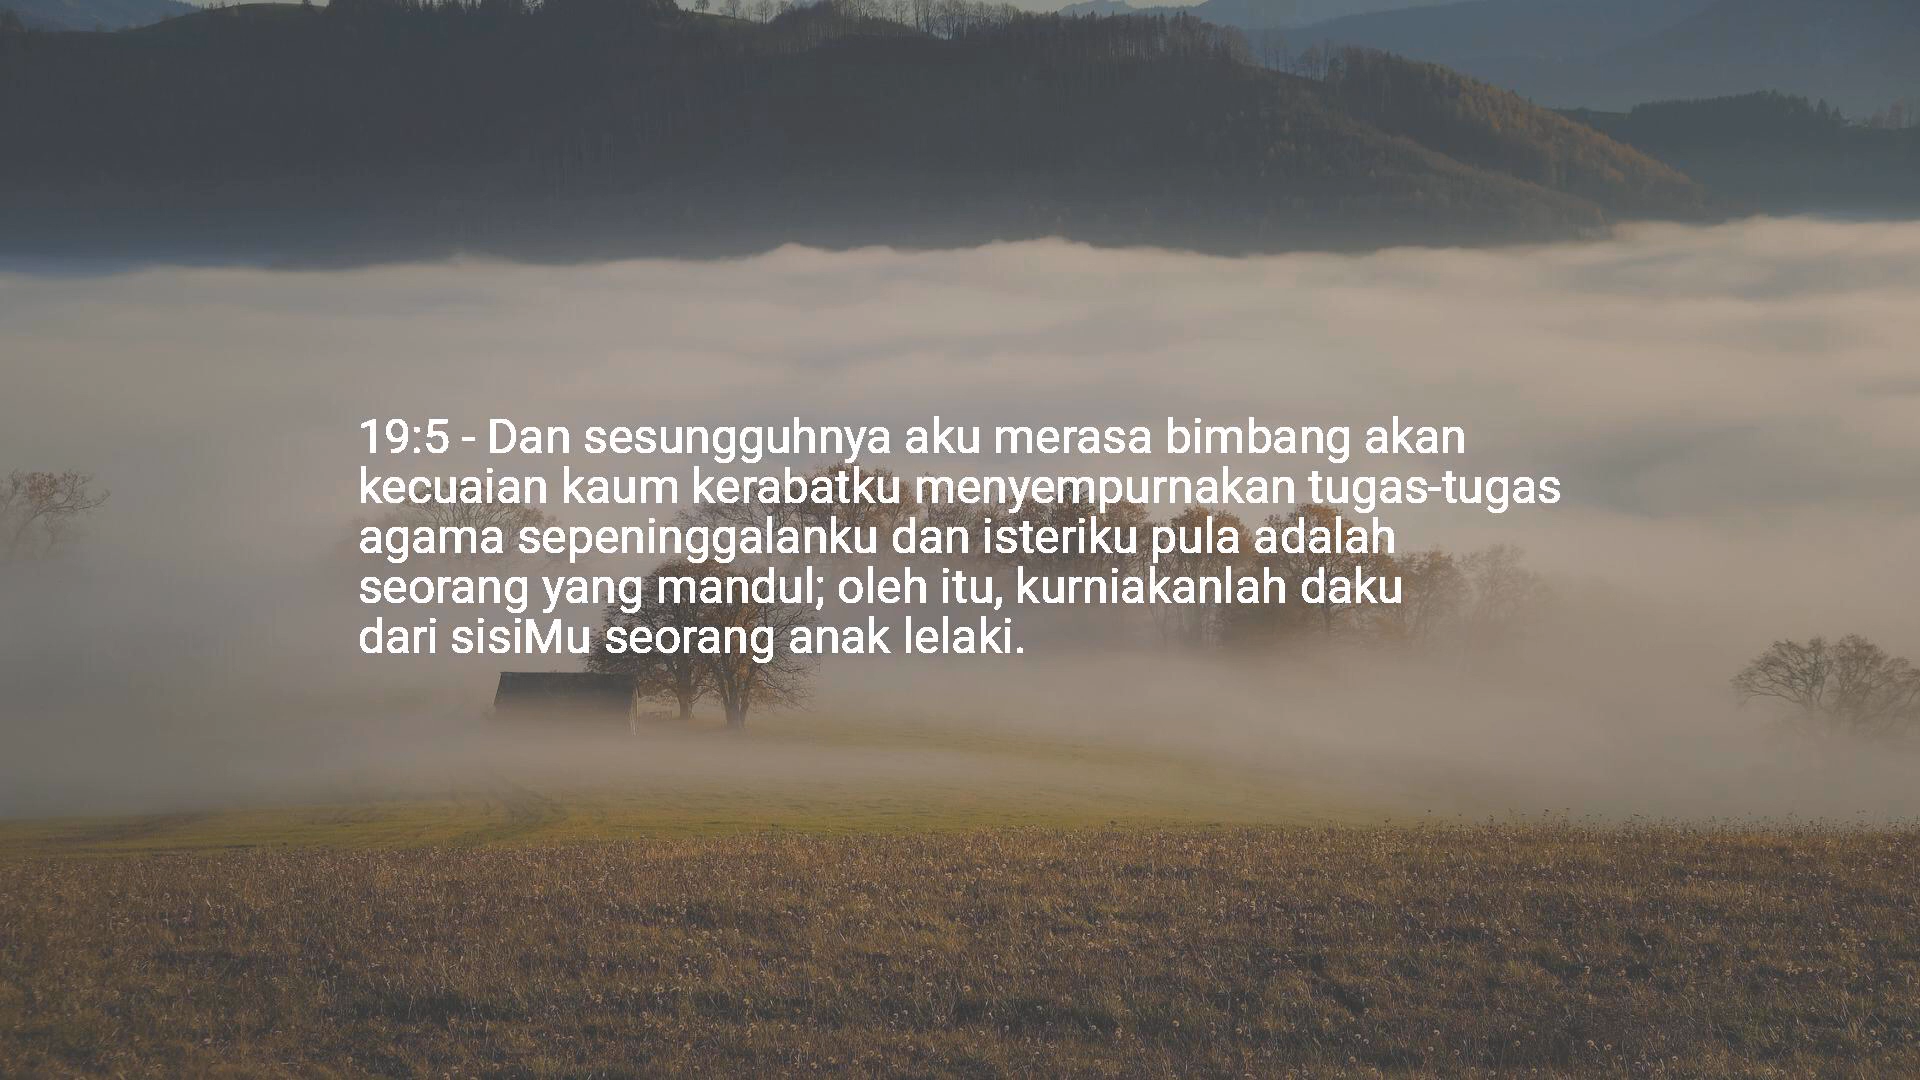 19:5 - Dan sesungguhnya aku merasa bimbang akan
kecuaian kaum kerabatku menyempurnakan tugas-tugas
agama sepeninggalanku dan isteriku pula adalah
seorang yang mandul; oleh itu, kurniakanlah daku
dari sisiMu seorang anak lelaki.